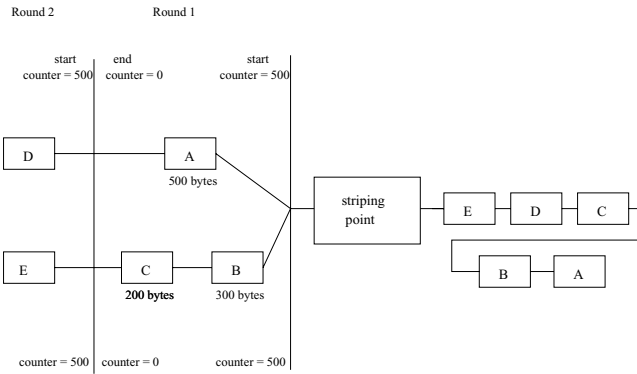 Round 2
Round 1
start
counter = 500
end
counter = 0
start
counter = 500
D
A
500 bytes
striping
point
E
D
C
E
C
B
200 bytes
300 bytes
B
A
counter = 500
counter = 0
counter = 500